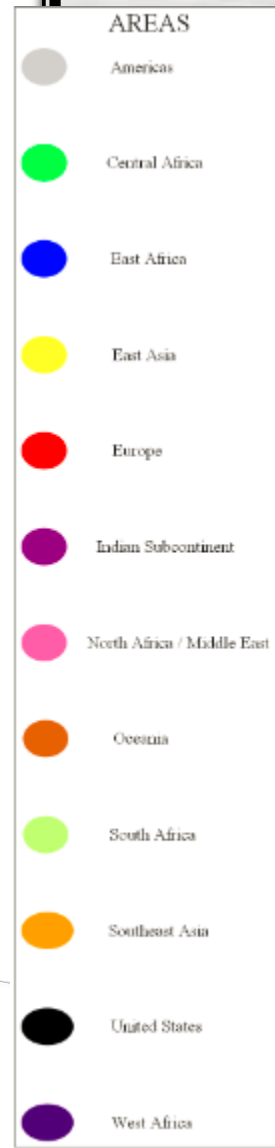 AREAS
Americas
Central Africa
East Africa
East Asia
Europe
Indian Subcontinent
North Africa / Middle East
Oceania
South Africa
Southeast Asia
United States
West Africa